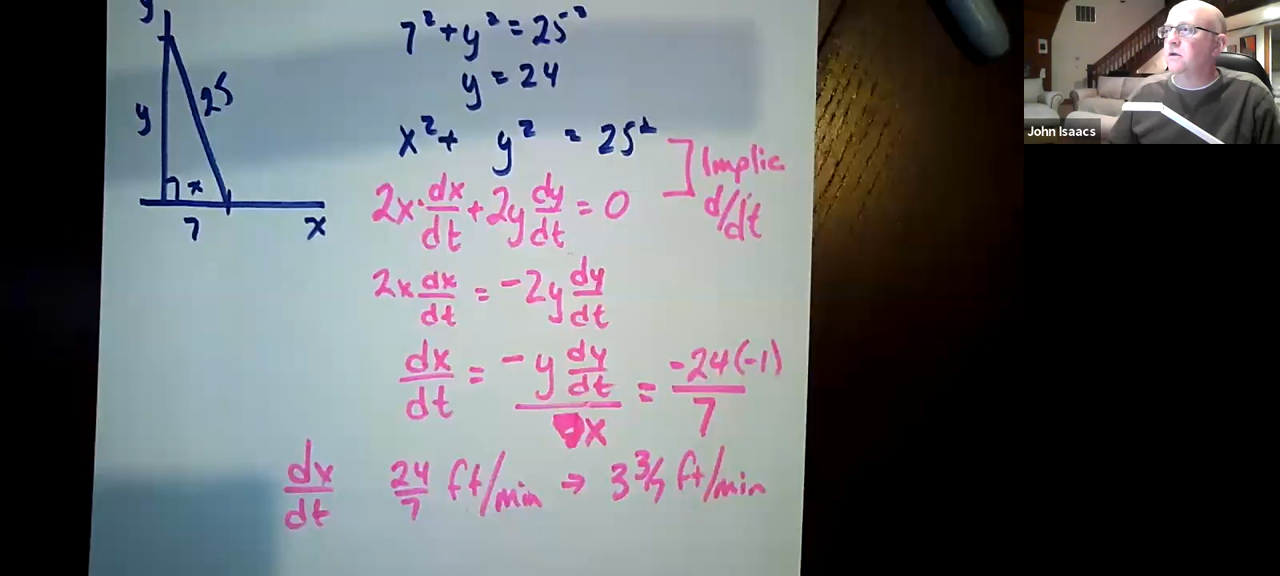 y
7² + y² = 25²
y = 24
25
y
x
7
x
x² + y² = 25²
Implic
d/dt
2x · dx/dt + 2y dy/dt = 0
2x dx/dt = -2y dy/dt
dx/dt = -y dy/dt / x = -24(-1) / 7
dx/dt 24/7 ft/min → 3 3/7 ft/min
John Isaacs